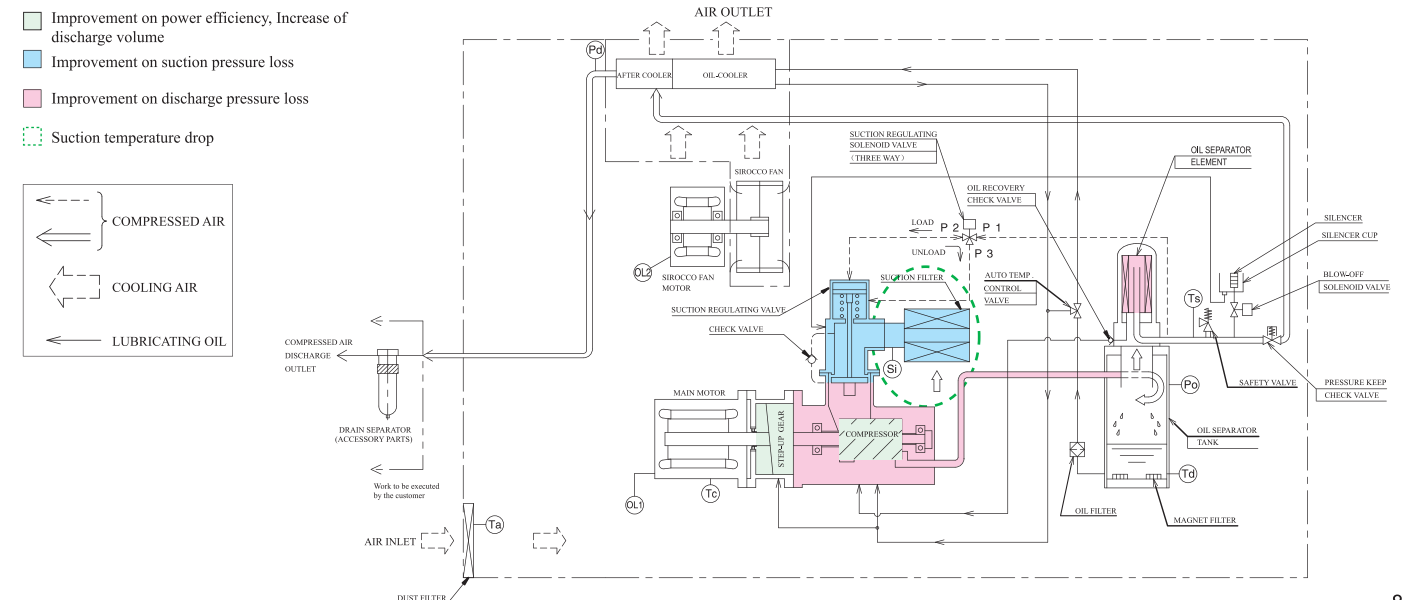 Improvement on power efficiency, Increase of
discharge volume
Improvement on suction pressure loss
Improvement on discharge pressure loss
Suction temperature drop
COMPRESSED AIR
COOLING AIR
LUBRICATING OIL
AIR OUTLET
Pd
AFTER COOLER
OIL-COOLER
SIROCCO FAN
OL2
SIROCCO FAN
MOTOR
SUCTION REGULATING
SOLENOID VALVE
(THREE WAY)
OIL RECOVERY
CHECK VALVE
OIL SEPARATOR
ELEMENT
LOAD
P 2
P 1
UNLOAD
P 3
SILENCER
SILENCER CUP
BLOW-OFF
SOLENOID VALVE
AUTO TEMP.
CONTROL
VALVE
Ts
SUCTION FILTER
SUCTION REGULATING VALVE
CHECK VALVE
Si
SAFETY VALVE
PRESSURE KEEP
CHECK VALVE
Po
COMPRESSED AIR
DISCHARGE
OUTLET
MAIN MOTOR
STEP-UP GEAR
COMPRESSOR
DRAIN SEPARATOR
(ACCESSORY PARTS)
OIL SEPARATOR
TANK
Td
Work to be executed
by the customer
OL1
Tc
OIL FILTER
MAGNET FILTER
Ta
AIR INLET
DUST FILTER